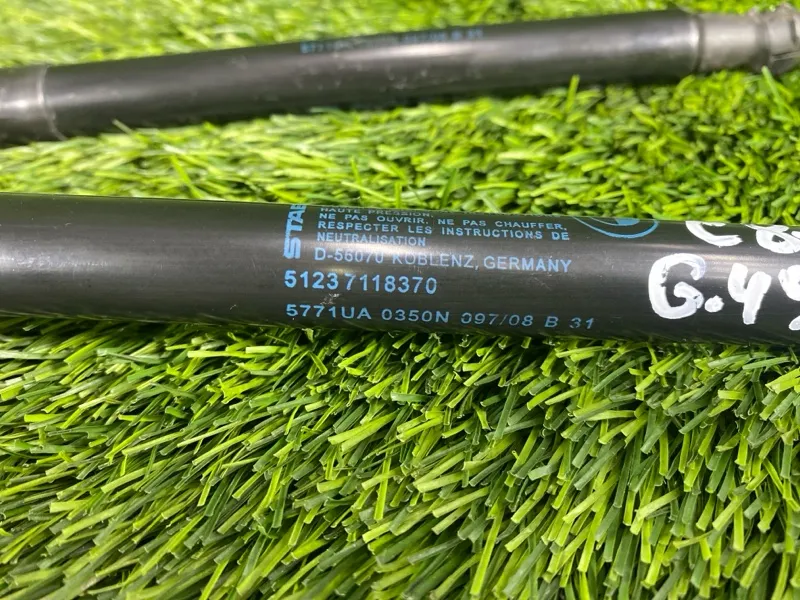 B 31
STAB
HAUTE PRESSION.
NE PAS OUVRIR. NE PAS CHAUFFER,
RESPECTER LES INSTRUCTIONS DE
NEUTRALISATION
D-56070 KOBLENZ, GERMANY
51237118370
5771UA 0350N 097/08 B 31
G.4